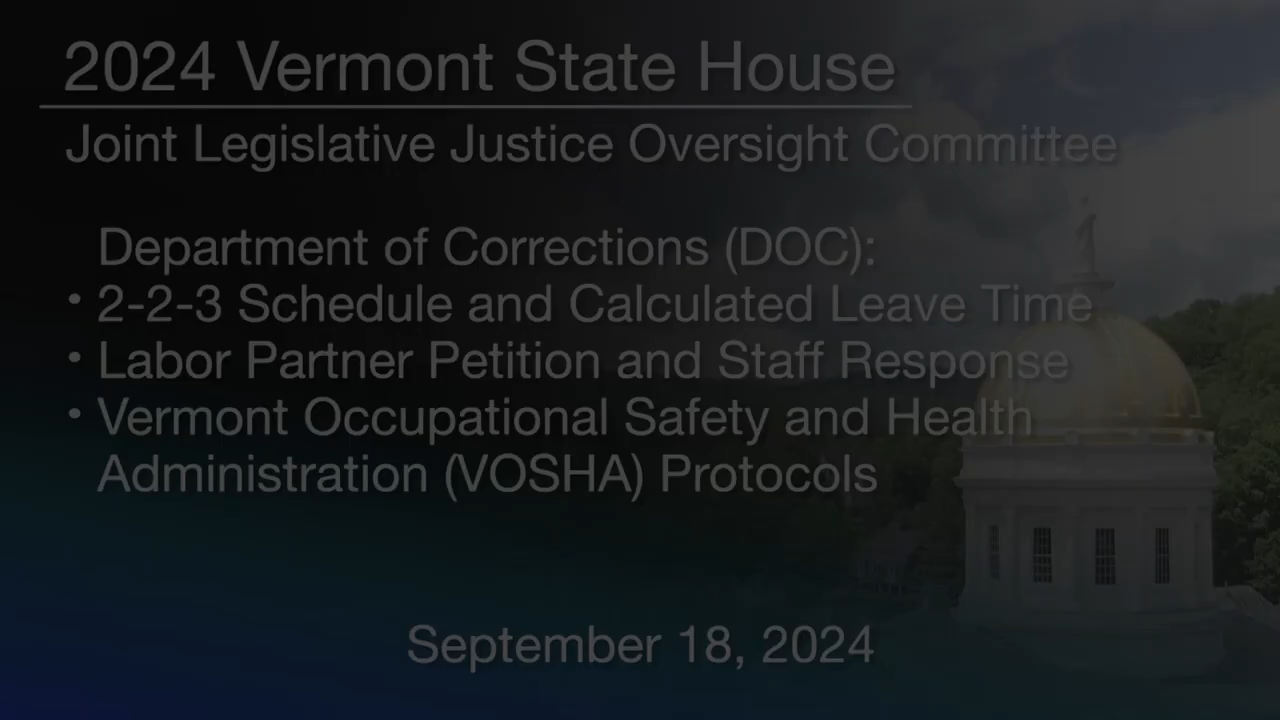 2024 Vermont State House
Joint Legislative Justice Oversight Committee
Department of Corrections (DOC):
• 2-2-3 Schedule and Calculated Leave Time
• Labor Partner Petition and Staff Response
• Vermont Occupational Safety and Health
Administration (VOSHA) Protocols
September 18, 2024